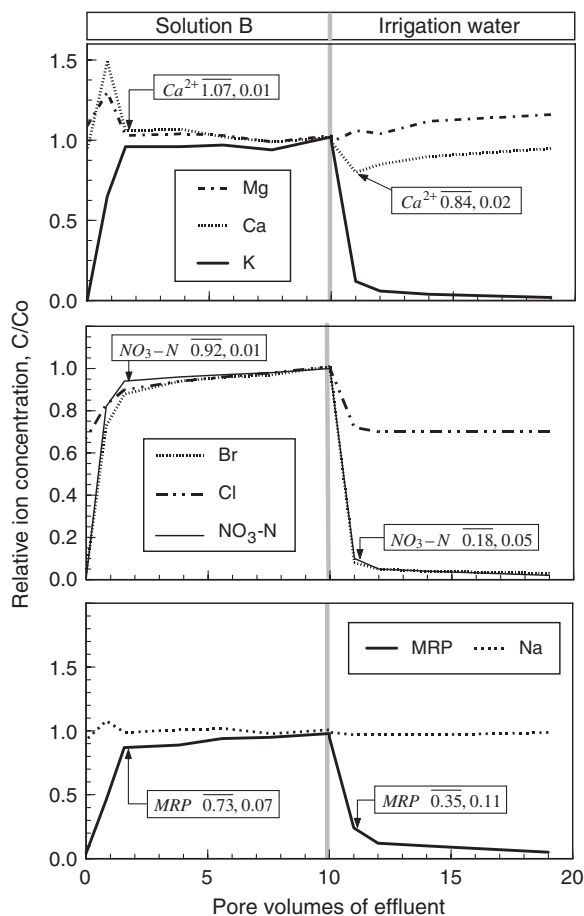 Solution B Irrigation water
1.5
Ca²⁺ 1.07, 0.01
1.0
Mg
Ca
K
Ca²⁺ 0.84, 0.02
0.5
0.0
Relative ion concentration, C/Co
NO₃–N 0.92, 0.01
1.0
0.8
Br
Cl
NO₃-N
0.6
0.4
NO₃–N 0.18, 0.05
0.2
0.0
MRP Na
1.5
1.0
MRP 0.73, 0.07
MRP 0.35, 0.11
0.5
0.0
0 5 10 15 20
Pore volumes of effluent